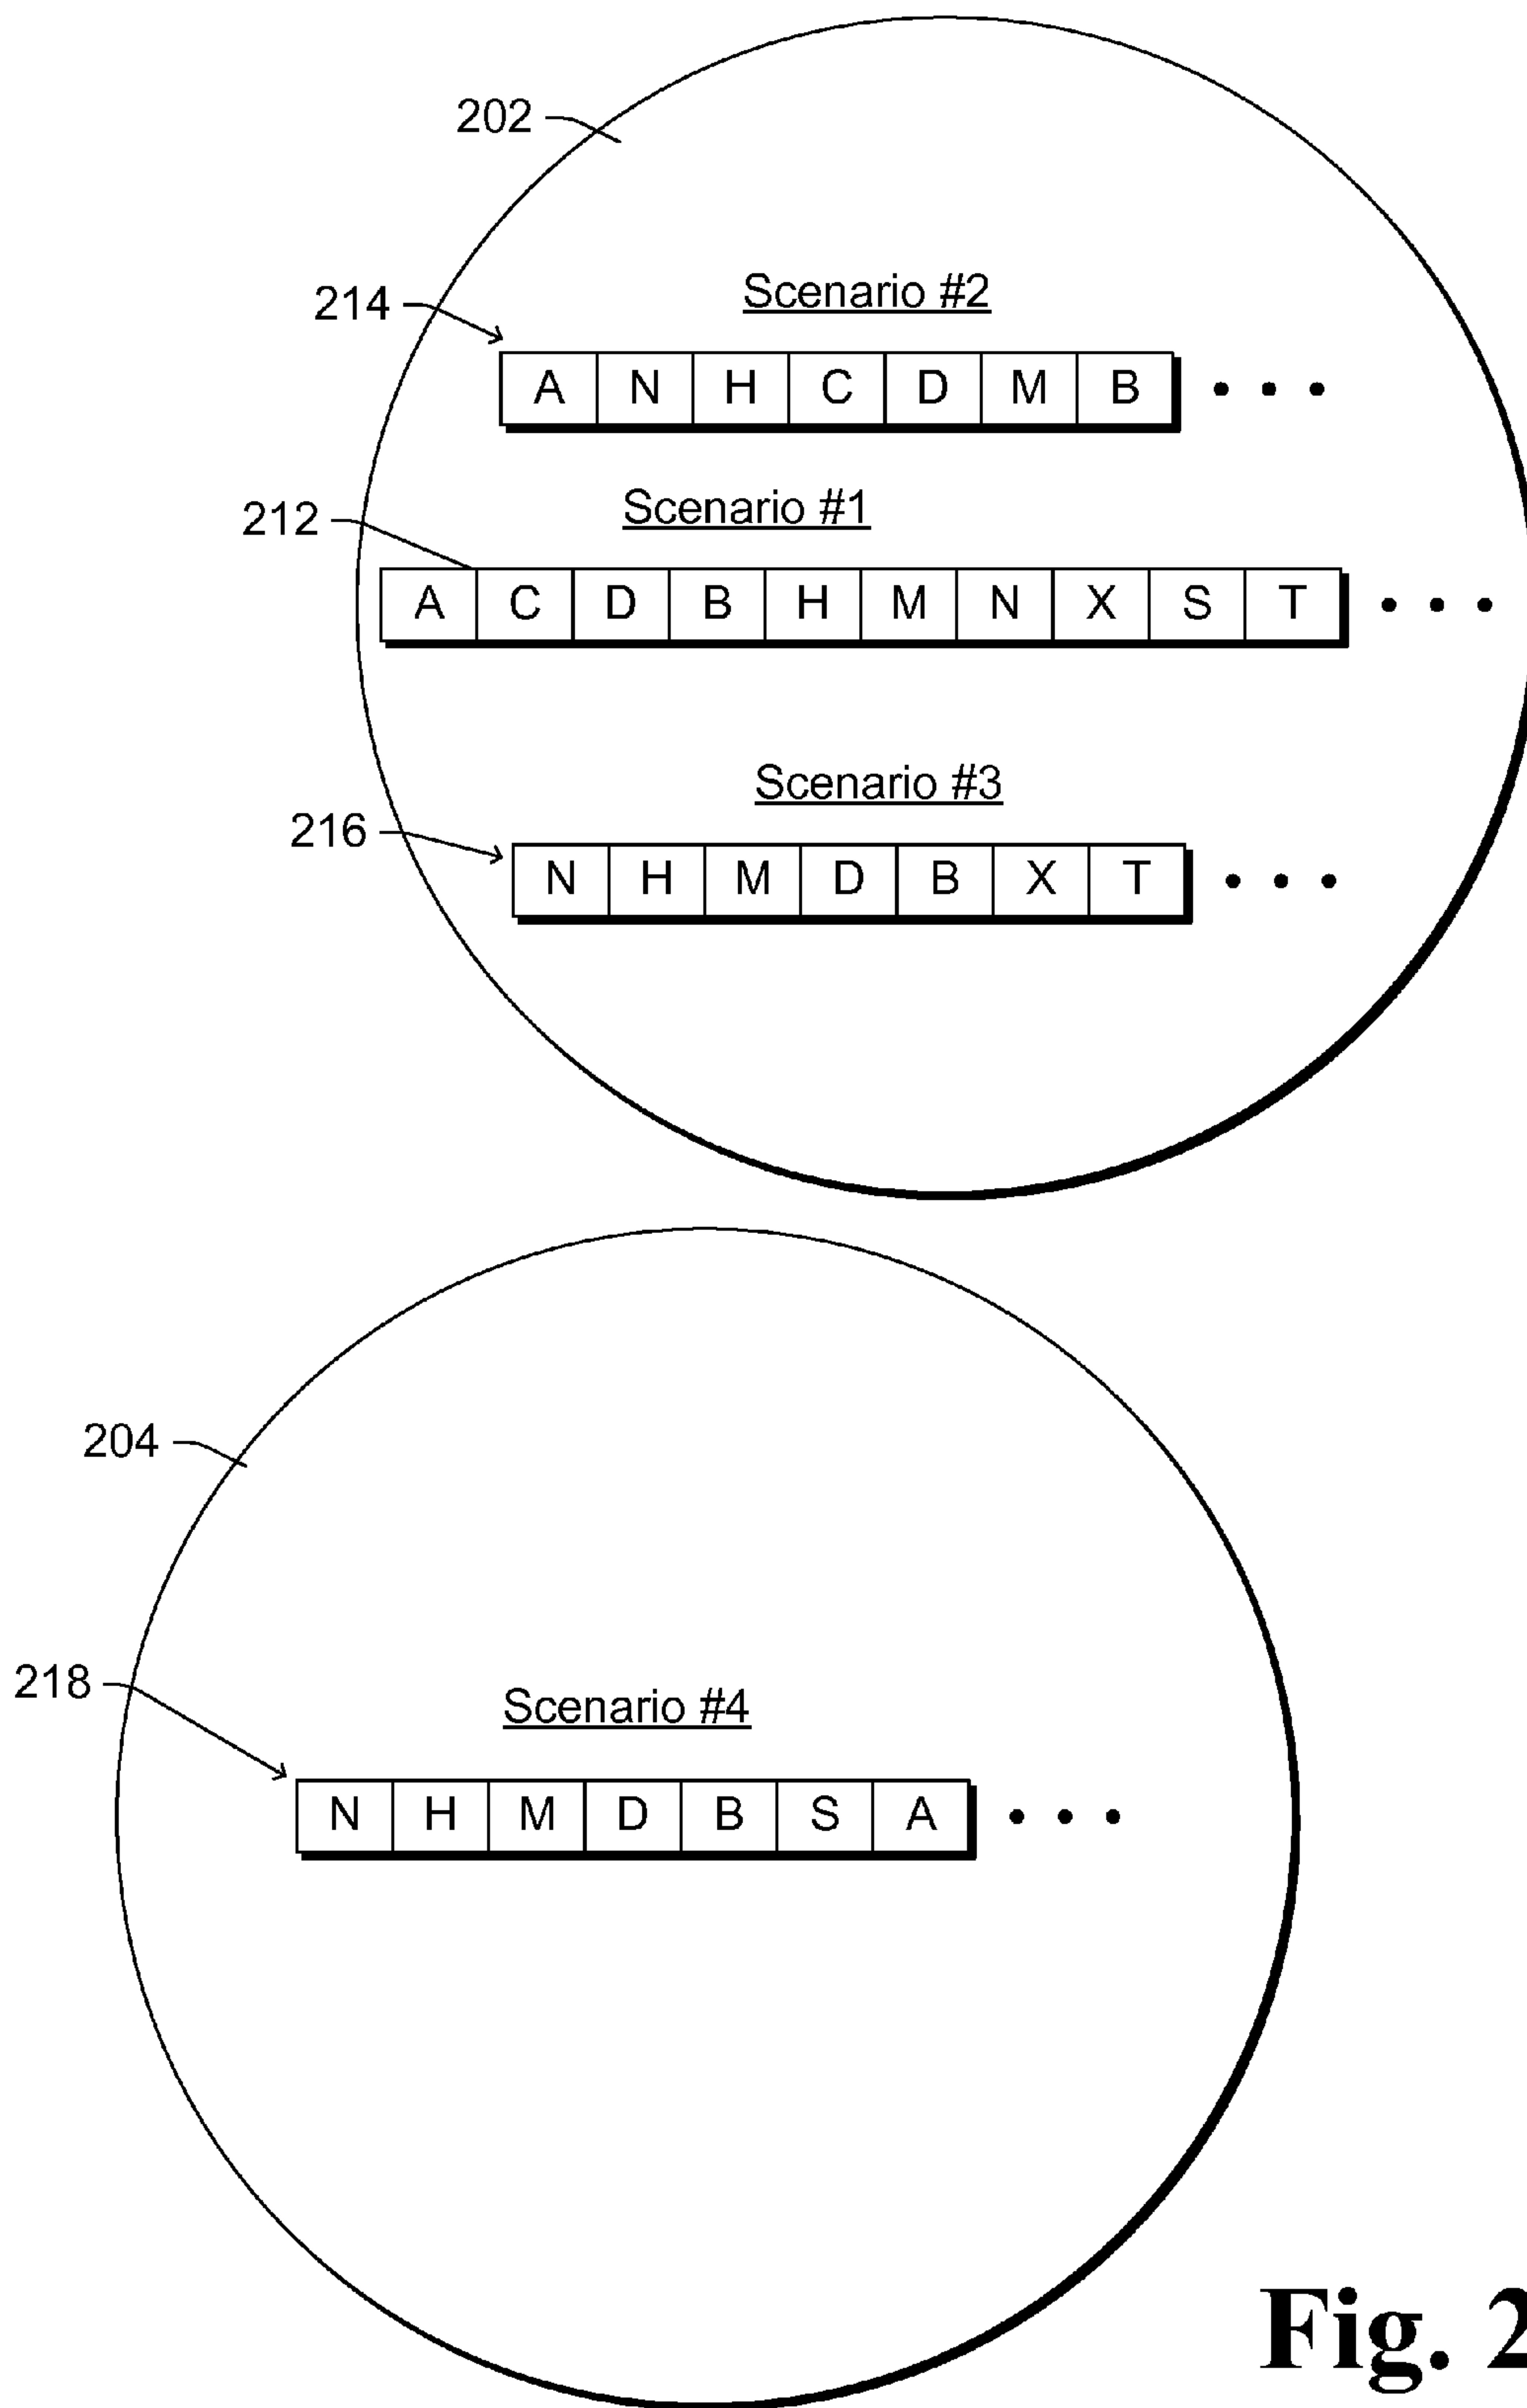 202
Scenario #2
214
A N H C D M B • • •
Scenario #1
212
A C D B H M N X S T • • •
Scenario #3
216
N H M D B X T • • •
204
218
Scenario #4
N H M D B S A • • •
Fig. 2